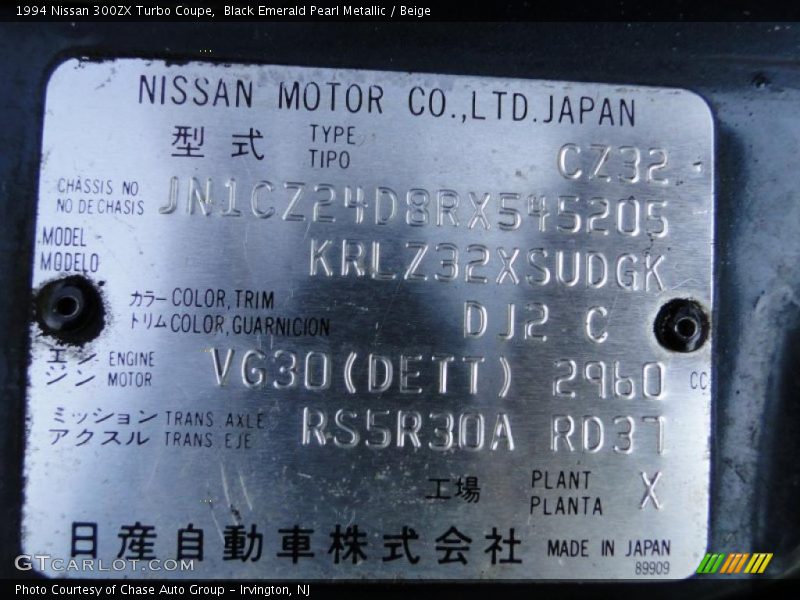 1994 Nissan 300ZX Turbo Coupe,  Black Emerald Pearl Metallic / Beige
NISSAN MOTOR CO.,LTD.JAPAN
型式 TYPE TIPO CZ32
CHASSIS NO
NO DE CHASIS JN1CZ24D8RX545205
MODEL
MODELO KRLZ32XSUDGK
カラー COLOR,TRIM
トリム COLOR,GUARNICION DJ2 C
エンジン ENGINE MOTOR VG30(DETT) 2960 CC
ミッション TRANS AXLE
アクスル TRANS EJE RS5R30A RD37
工場 PLANT PLANTA X
日産自動車株式会社 MADE IN JAPAN
89909
GTcarlot.com
Photo Courtesy of Chase Auto Group - Irvington, NJ